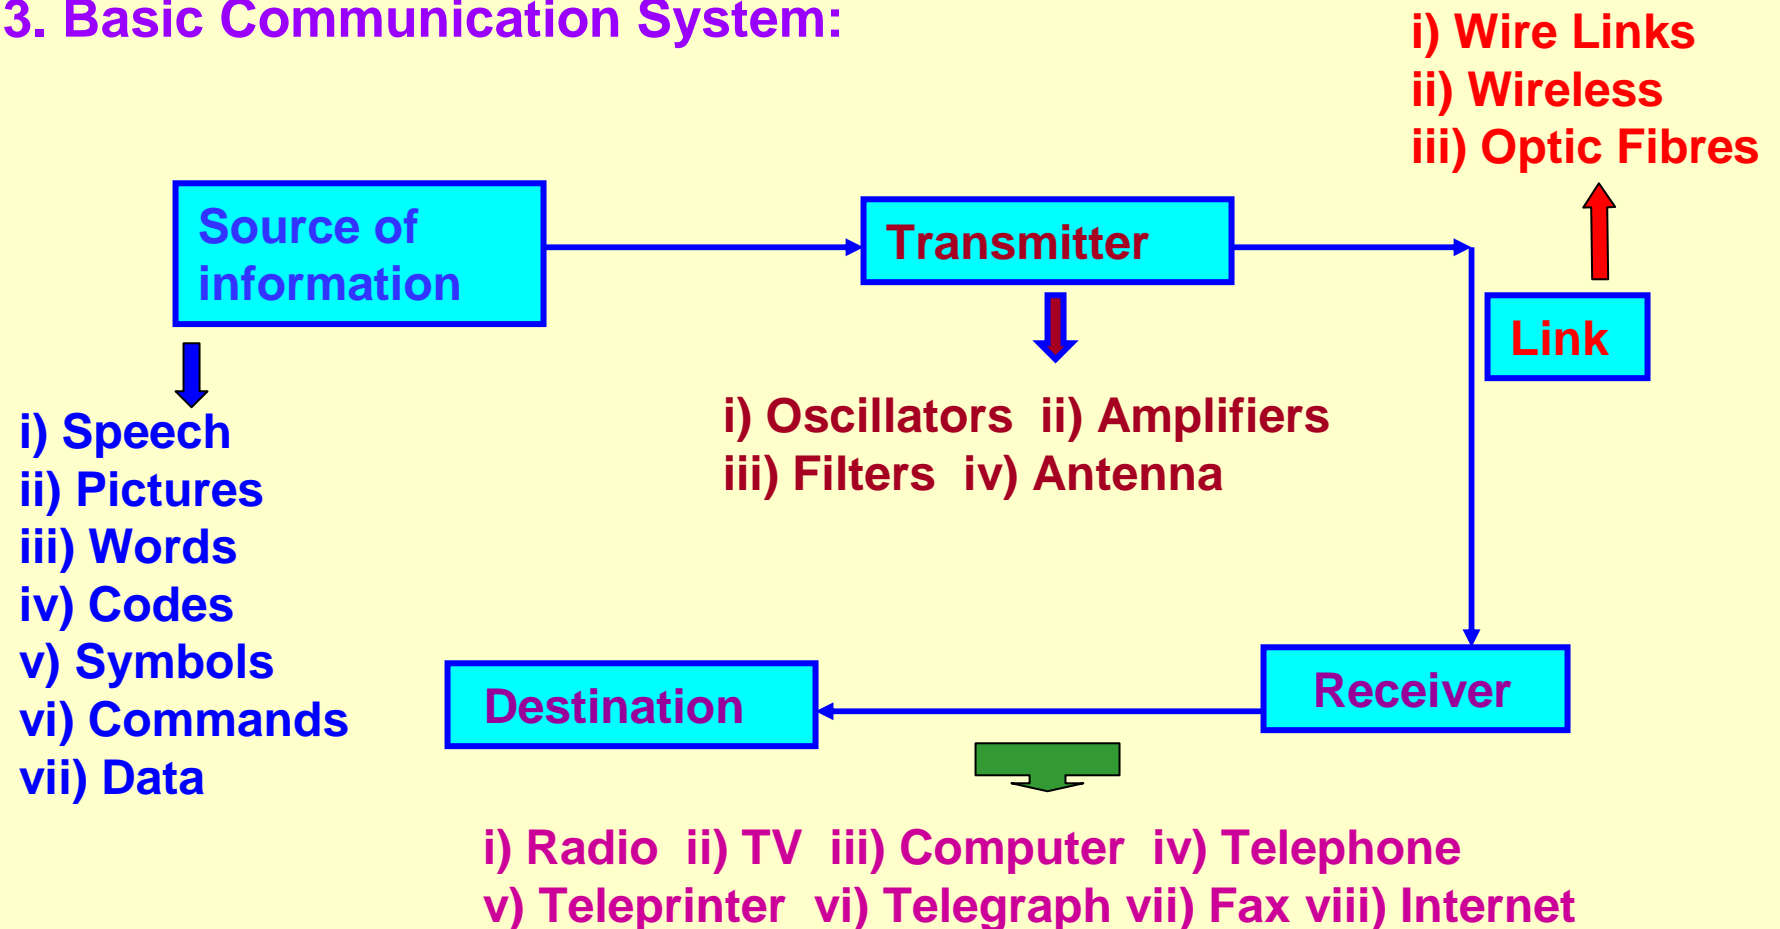 3. Basic Communication System:
i) Wire Links
ii) Wireless
iii) Optic Fibres
Source of
information
Transmitter
Link
i) Speech
ii) Pictures
iii) Words
iv) Codes
v) Symbols
vi) Commands
vii) Data
i) Oscillators ii) Amplifiers
iii) Filters iv) Antenna
Receiver
Destination
i) Radio ii) TV iii) Computer iv) Telephone
v) Teleprinter vi) Telegraph vii) Fax viii) Internet